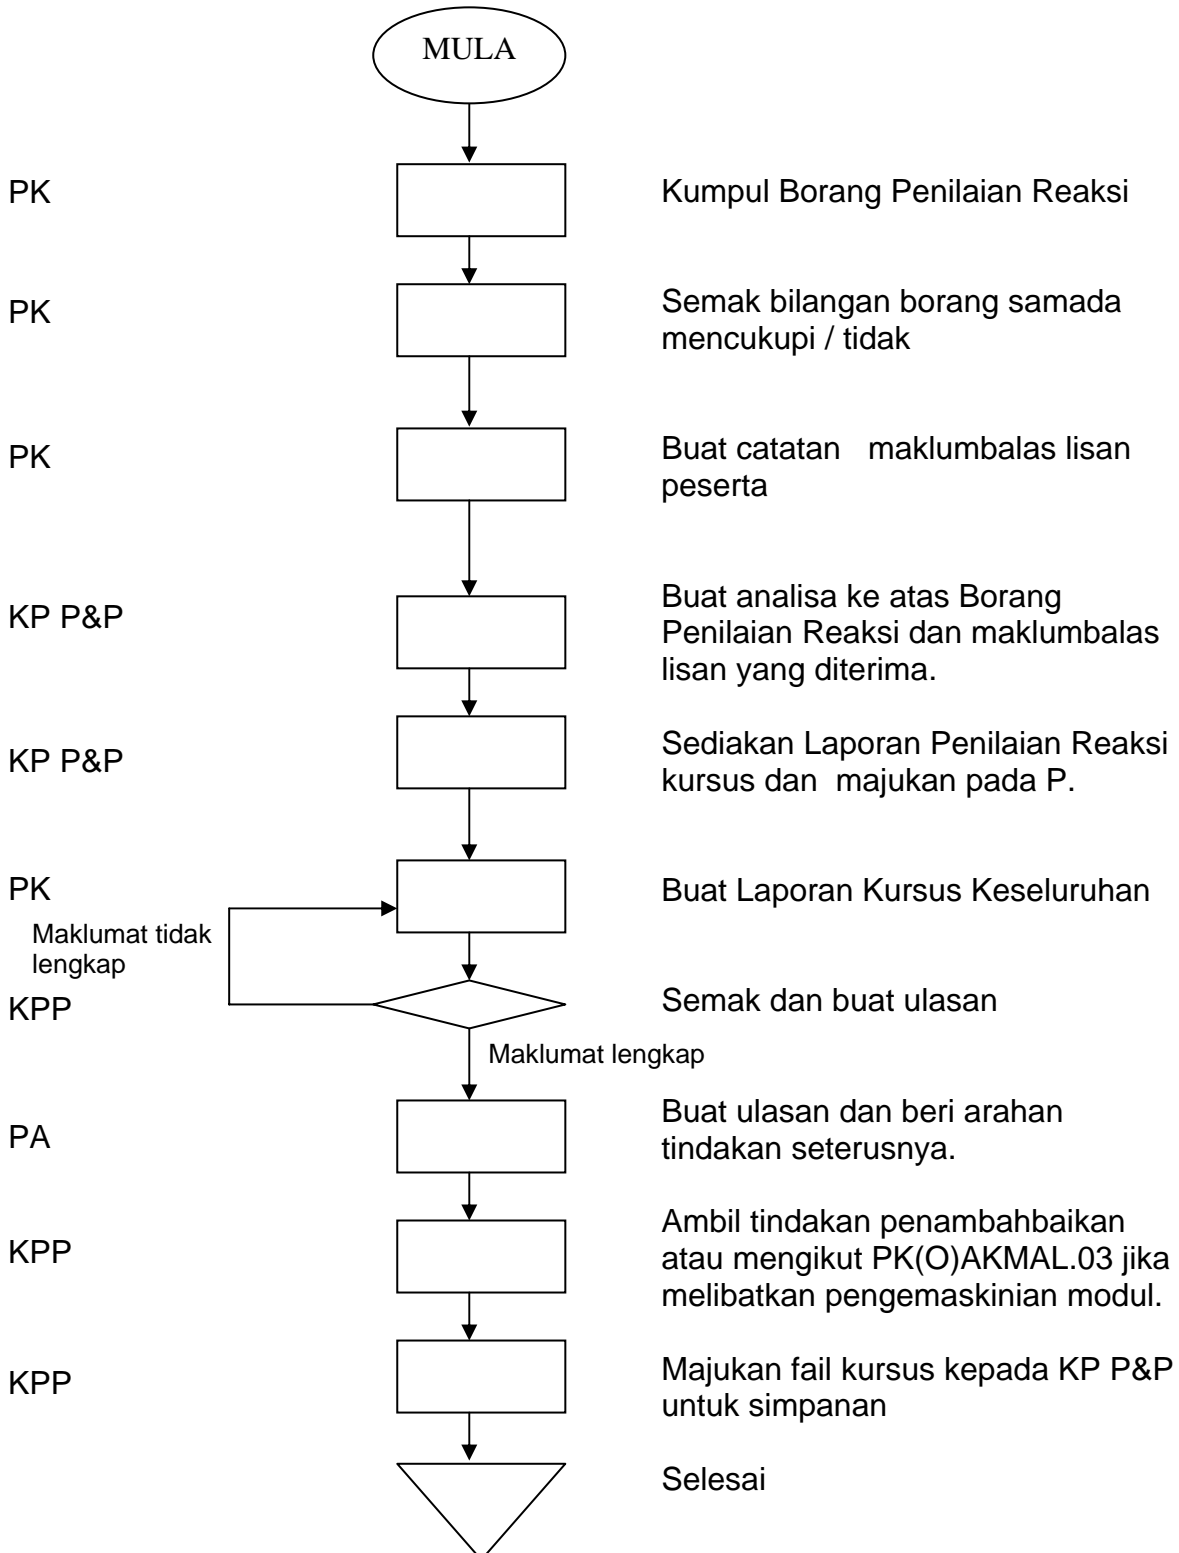 MULA
PK
Kumpul Borang Penilaian Reaksi
PK
Semak bilangan borang samada
mencukupi / tidak
PK
Buat catatan maklumbalas lisan
peserta
KP P&P
Buat analisa ke atas Borang
Penilaian Reaksi dan maklumbalas
lisan yang diterima.
KP P&P
Sediakan Laporan Penilaian Reaksi
kursus dan majukan pada P.
PK
Buat Laporan Kursus Keseluruhan
Maklumat tidak
lengkap
KPP
Semak dan buat ulasan
Maklumat lengkap
PA
Buat ulasan dan beri arahan
tindakan seterusnya.
KPP
Ambil tindakan penambahbaikan
atau mengikut PK(O)AKMAL.03 jika
melibatkan pengemaskinian modul.
KPP
Majukan fail kursus kepada KP P&P
untuk simpanan
Selesai